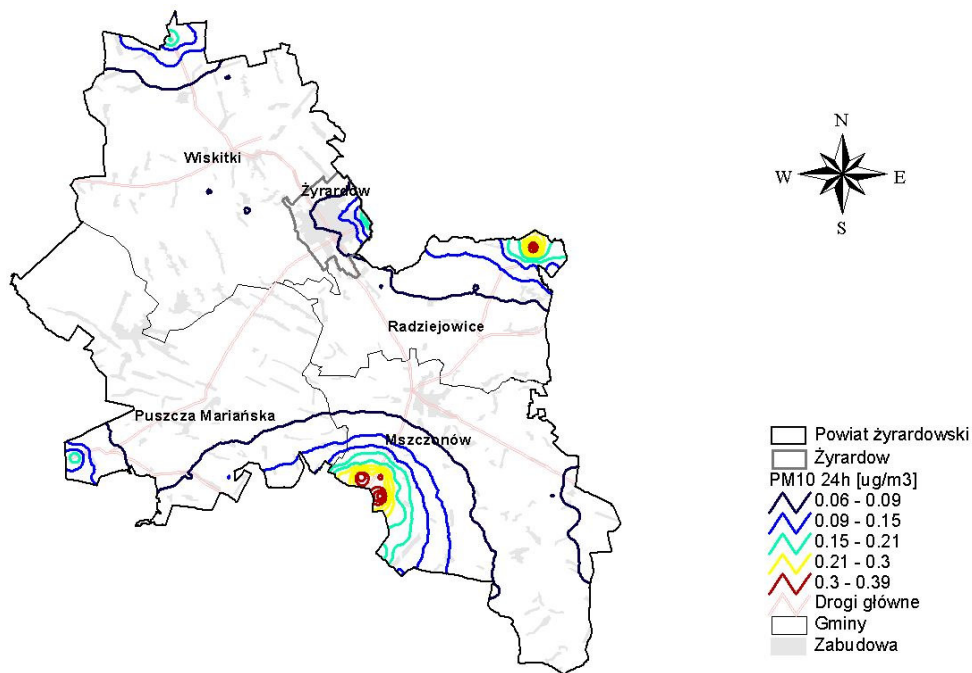 N
W
E
S
Wiskitki
Żyrardów
Radziejowice
Puszcza Mariańska
Mszczonów
Powiat żyrardowski
Żyrardow
PM10 24h [ug/m3]
0.06 - 0.09
0.09 - 0.15
0.15 - 0.21
0.21 - 0.3
0.3 - 0.39
Drogi główne
Gminy
Zabudowa